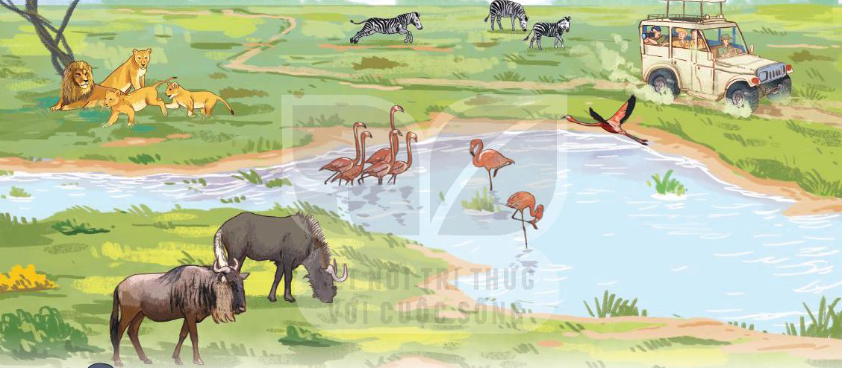 KẾT NỐI TRI THỨC
VỚI CUỘC SỐNG